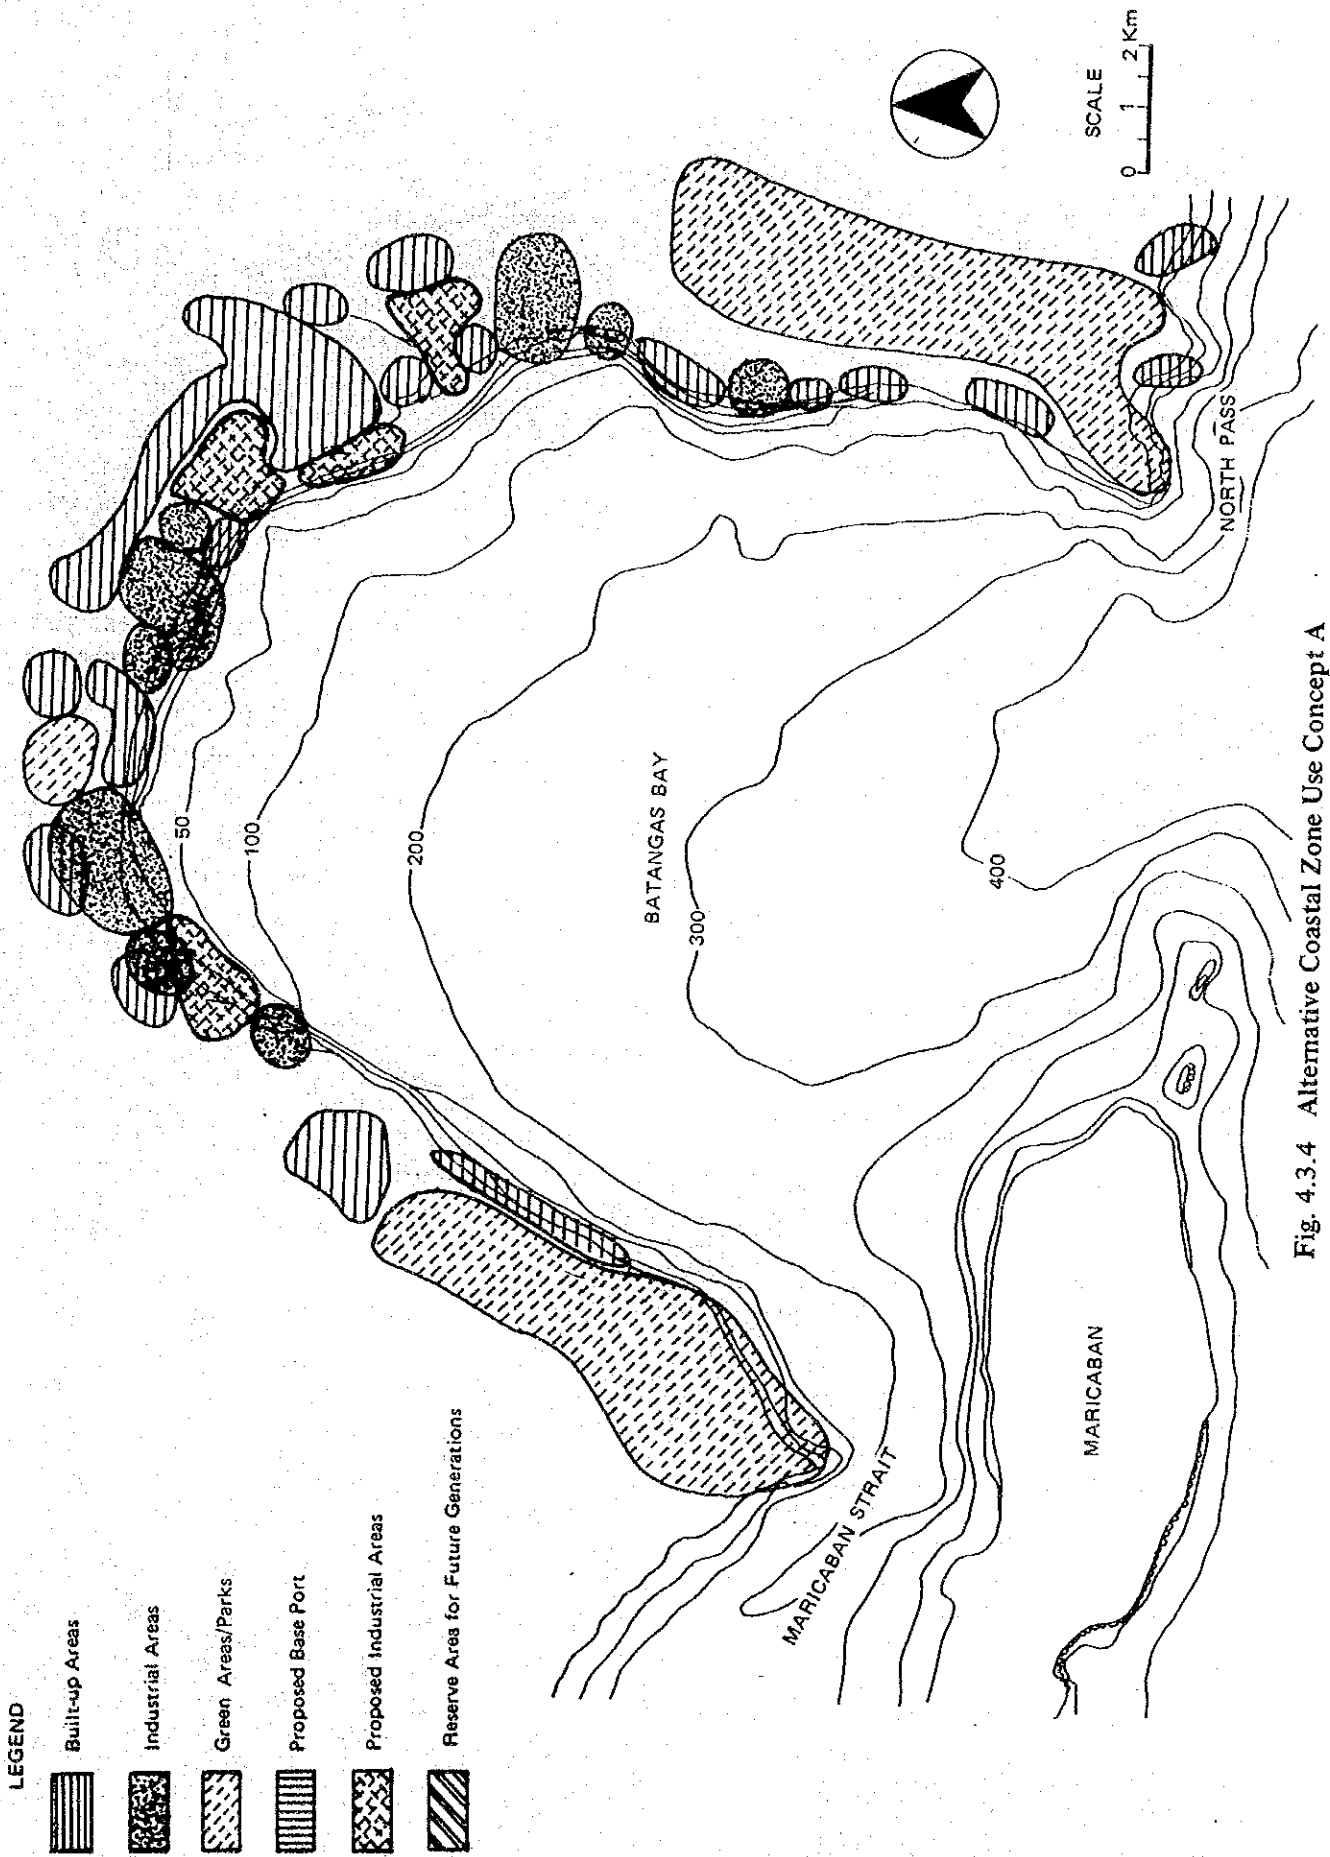 LEGEND
Built-up Areas
Industrial Areas
Green Areas/Parks
Proposed Base Port
Proposed Industrial Areas
Reserve Area for Future Generations
50
100
200
300
400
BATANGAS BAY
MARICABAN STRAIT
MARICABAN
NORTH PASS
SCALE
0 1 2 Km
Fig. 4.3.4 Alternative Coastal Zone Use Concept A